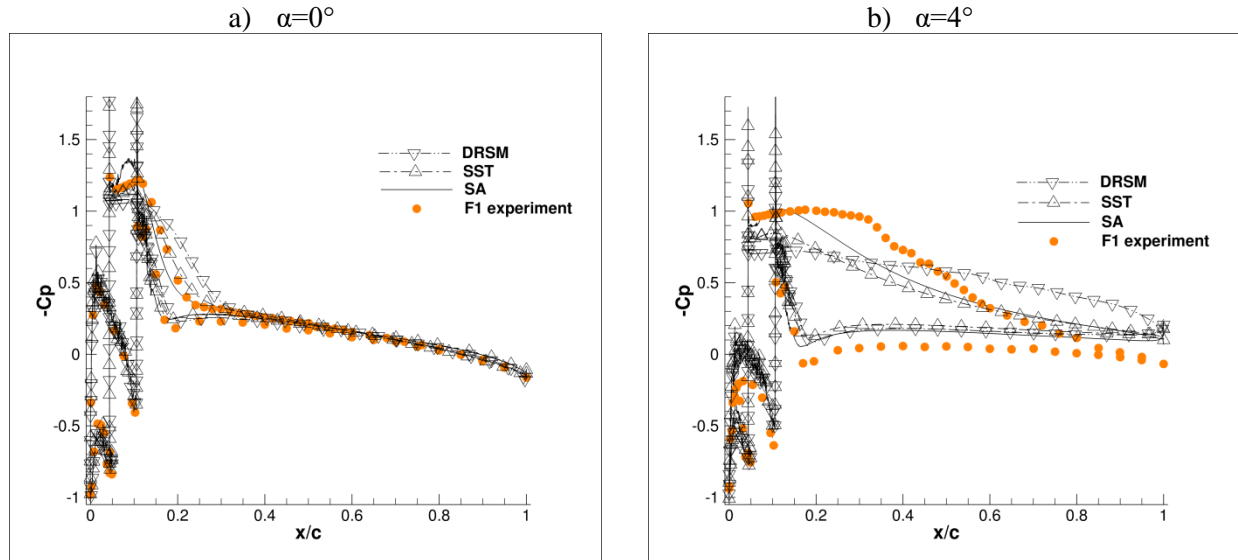 a) α=0°
b) α=4°
1.5
1
0.5
0
-0.5
-1
-Cp
DRSM
SST
SA
F1 experiment
0 0.2 0.4 0.6 0.8 1
x/c
1.5
1
0.5
0
-0.5
-1
-Cp
DRSM
SST
SA
F1 experiment
0 0.2 0.4 0.6 0.8 1
x/c